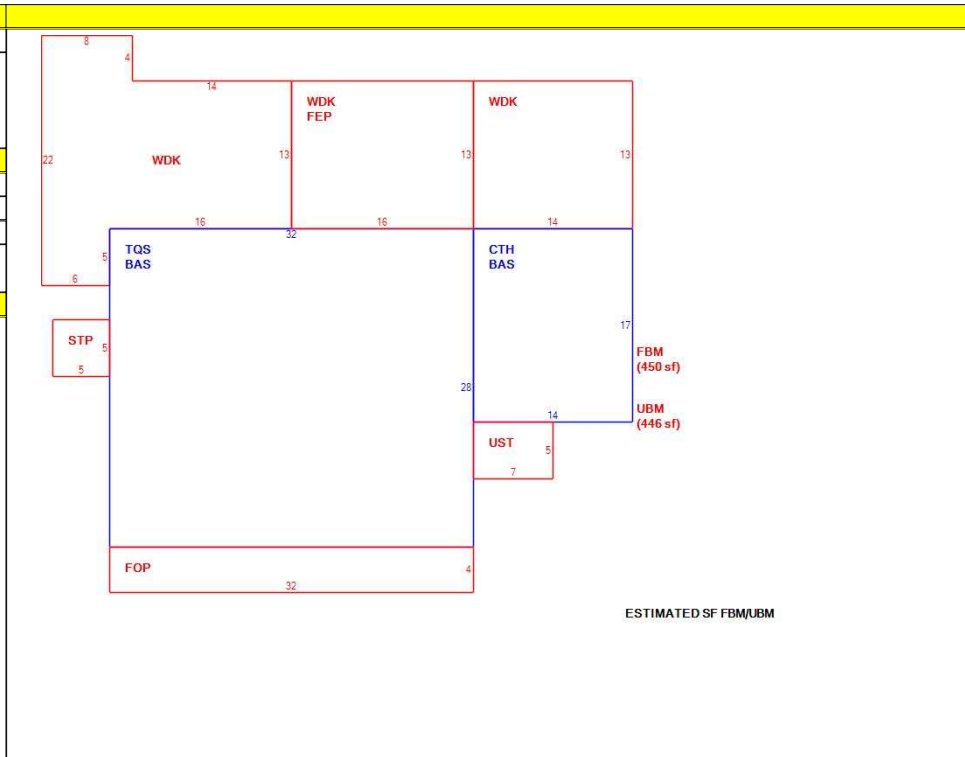 8
4
14
WDK
FEP
WDK
22
WDK
13
13
13
16
32
16
14
5
TQS
BAS
CTH
BAS
6
17
STP
5
5
FBM
(450 sf)
28
14
UBM
(446 sf)
UST
5
7
FOP
4
32
ESTIMATED SF FBM/UBM